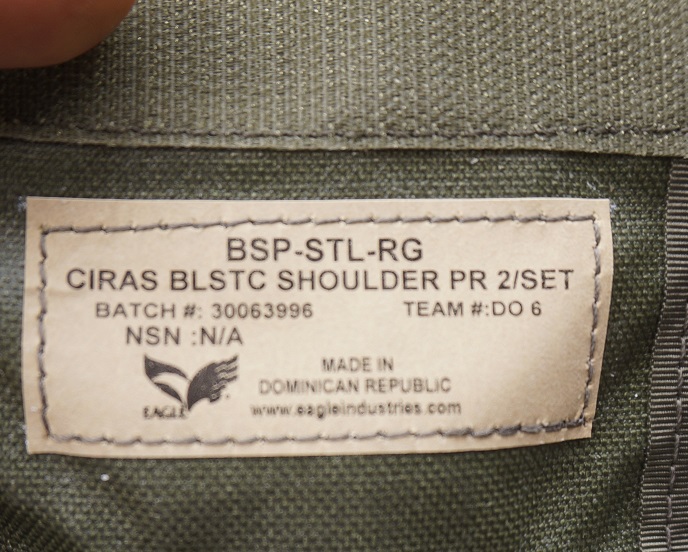 BSP-STL-RG
CIRAS BLSTC SHOULDER PR 2/SET
BATCH #: 30063996 TEAM #:DO 6
NSN :N/A
MADE IN
DOMINICAN REPUBLIC
EAGLE www.eagleindustries.com